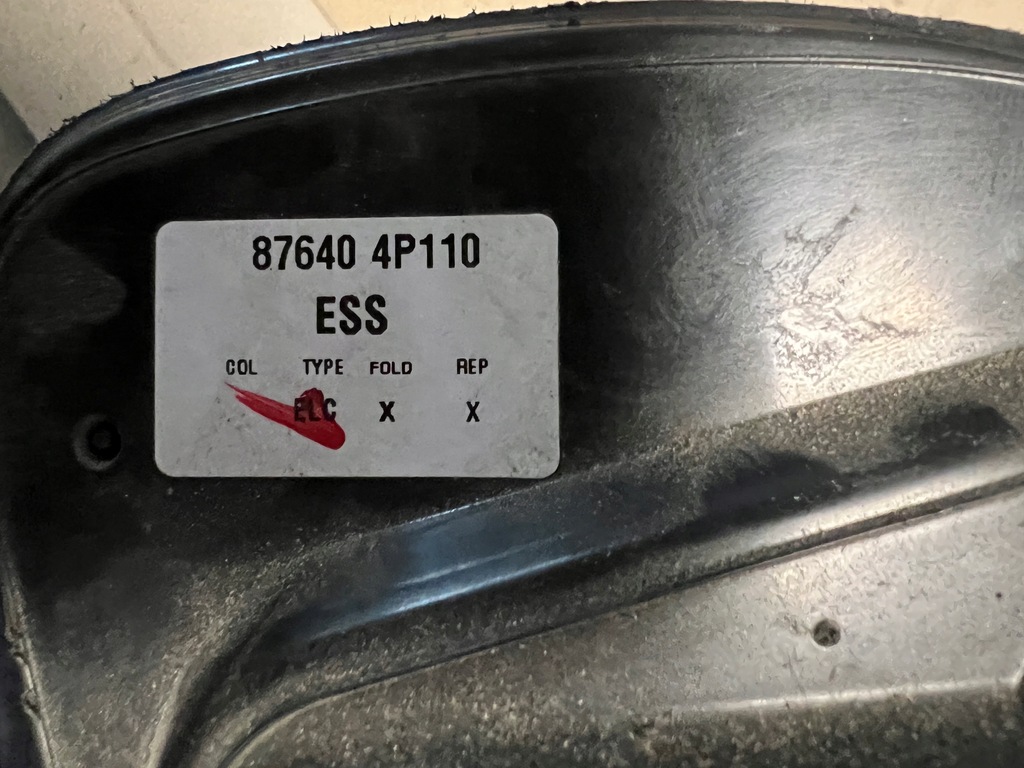 87640 4P110
ESS
COL TYPE FOLD REP
ELC X X